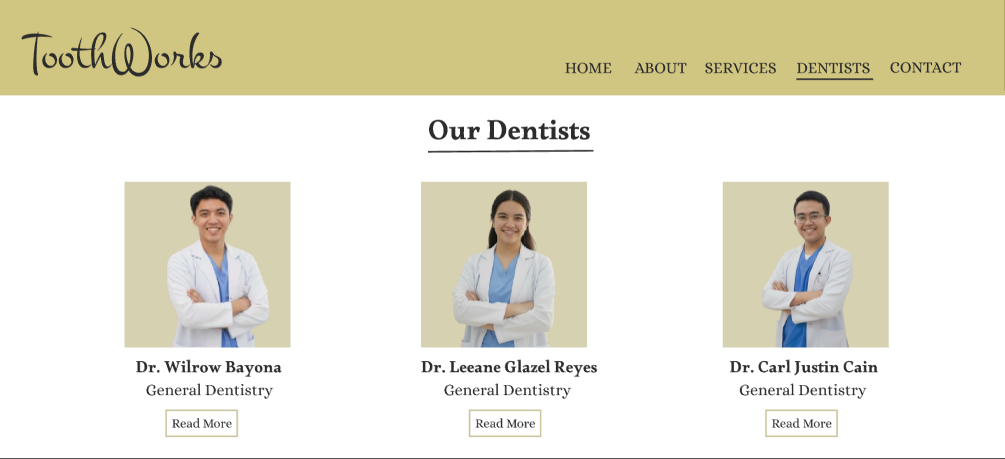 ToothWorks
HOME ABOUT SERVICES DENTISTS CONTACT
Our Dentists
Dr. Wilrow Bayona
General Dentistry
Read More
Dr. Leeane Glazel Reyes
General Dentistry
Read More
Dr. Carl Justin Cain
General Dentistry
Read More